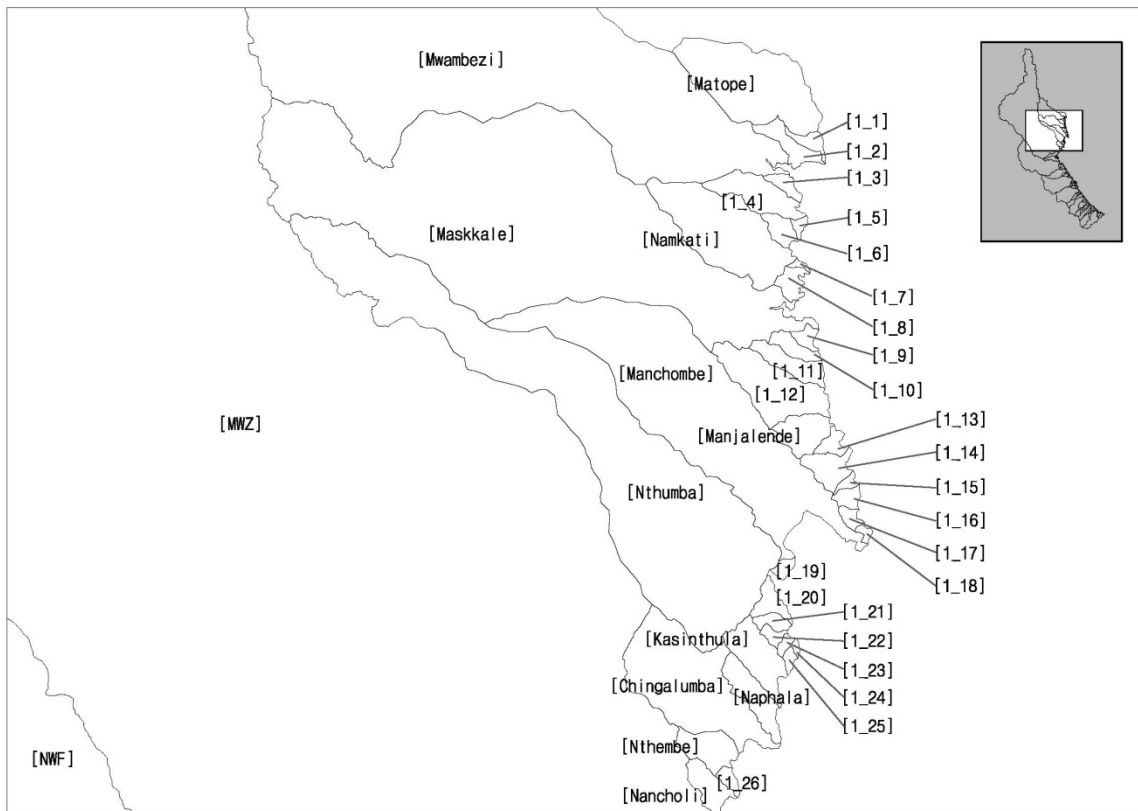 [Mwambezi]
[Matope]
[1_1]
[1_2]
[1_3]
[1_4]
[1_5]
[Maskkale]
[Namkati]
[1_6]
[1_7]
[1_8]
[1_9]
[1_11]
[Manchombe]
[1_10]
[1_12]
[1_13]
[MWZ]
[Manjalende]
[1_14]
[1_15]
[Nthumba]
[1_16]
[1_17]
[1_19]
[1_18]
[1_20]
[1_21]
[Kasinthula]
[1_22]
[1_23]
[Chingalumba]
[Naphala]
[1_24]
[1_25]
[Nthembe]
[NWF]
[1_26]
[Nancholi]